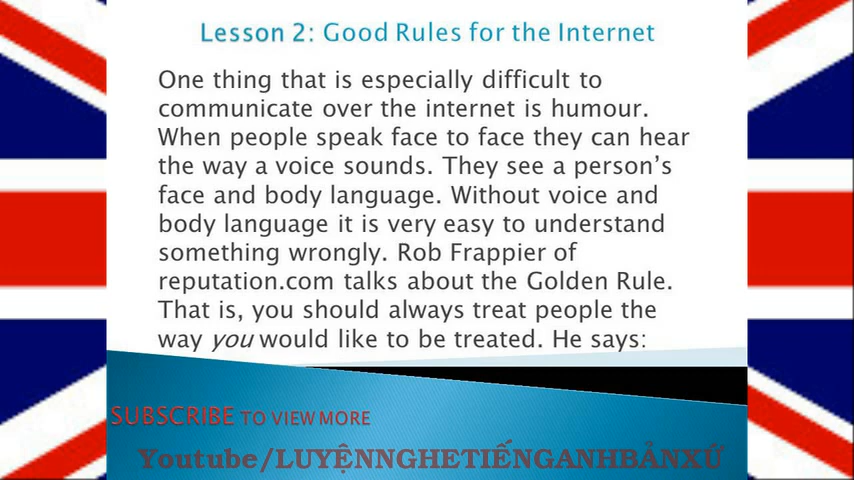 Lesson 2: Good Rules for the Internet
One thing that is especially difficult to
communicate over the internet is humour.
When people speak face to face they can hear
the way a voice sounds. They see a person's
face and body language. Without voice and
body language it is very easy to understand
something wrongly. Rob Frappier of
reputation.com talks about the Golden Rule.
That is, you should always treat people the
way you would like to be treated. He says:
SUBSCRIBE TO VIEW MORE
Youtube/LUYỆNNGHETIẾNGANHBẢNXỨ